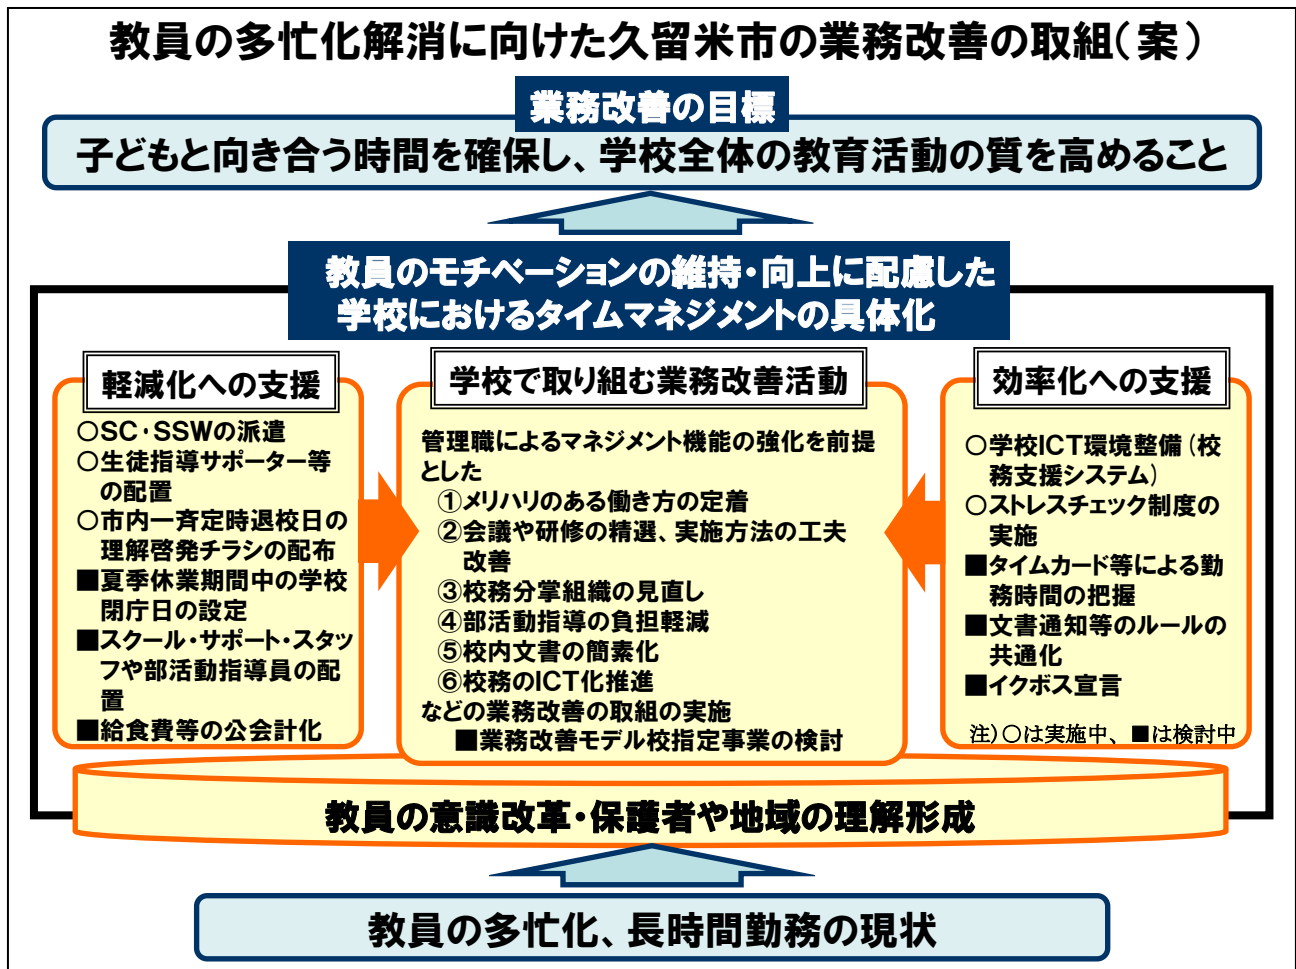 教員の多忙化解消に向けた久留米市の業務改善の取組(案)
業務改善の目標
子どもと向き合う時間を確保し、学校全体の教育活動の質を高めること
教員のモチベーションの維持・向上に配慮した
学校におけるタイムマネジメントの具体化
軽減化への支援
○SC・SSWの派遣
○生徒指導サポーター等
の配置
○市内一斉定時退校日の
理解啓発チラシの配布
■夏季休業期間中の学校
閉庁日の設定
■スクール・サポート・スタッ
フや部活動指導員の配
置
■給食費等の公会計化
学校で取り組む業務改善活動
管理職によるマネジメント機能の強化を前提
とした
①メリハリのある働き方の定着
②会議や研修の精選、実施方法の工夫
改善
③校務分掌組織の見直し
④部活動指導の負担軽減
⑤校内文書の簡素化
⑥校務のICT化推進
などの業務改善の取組の実施
■業務改善モデル校指定事業の検討
効率化への支援
○学校ICT環境整備(校
務支援システム)
○ストレスチェック制度の
実施
■タイムカード等による勤
務時間の把握
■文書通知等のルールの
共通化
■イクボス宣言
注)○は実施中、■は検討中
教員の意識改革・保護者や地域の理解形成
教員の多忙化、長時間勤務の現状